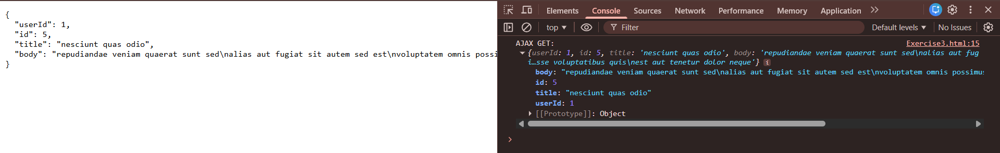 {
  "userId": 1,
  "id": 5,
  "title": "nesciunt quas odio",
  "body": "repudiandae veniam quaerat sunt sed\nalias aut fugiat sit autem sed est\nvoluptatem omnis possi
}
Elements Console Sources Network Performance Memory Application
top Filter Default levels No Issues
AJAX GET: Exercise3.html:15
{userId: 1, id: 5, title: 'nesciunt quas odio', body: 'repudiandae veniam quaerat sunt sed\nalias aut fug
i…sse voluptatibus quis\nest aut tenetur dolor neque'} i
body: "repudiandae veniam quaerat sunt sed\nalias aut fugiat sit autem sed est\nvoluptatem omnis possimus
id: 5
title: "nesciunt quas odio"
userId: 1
[[Prototype]]: Object